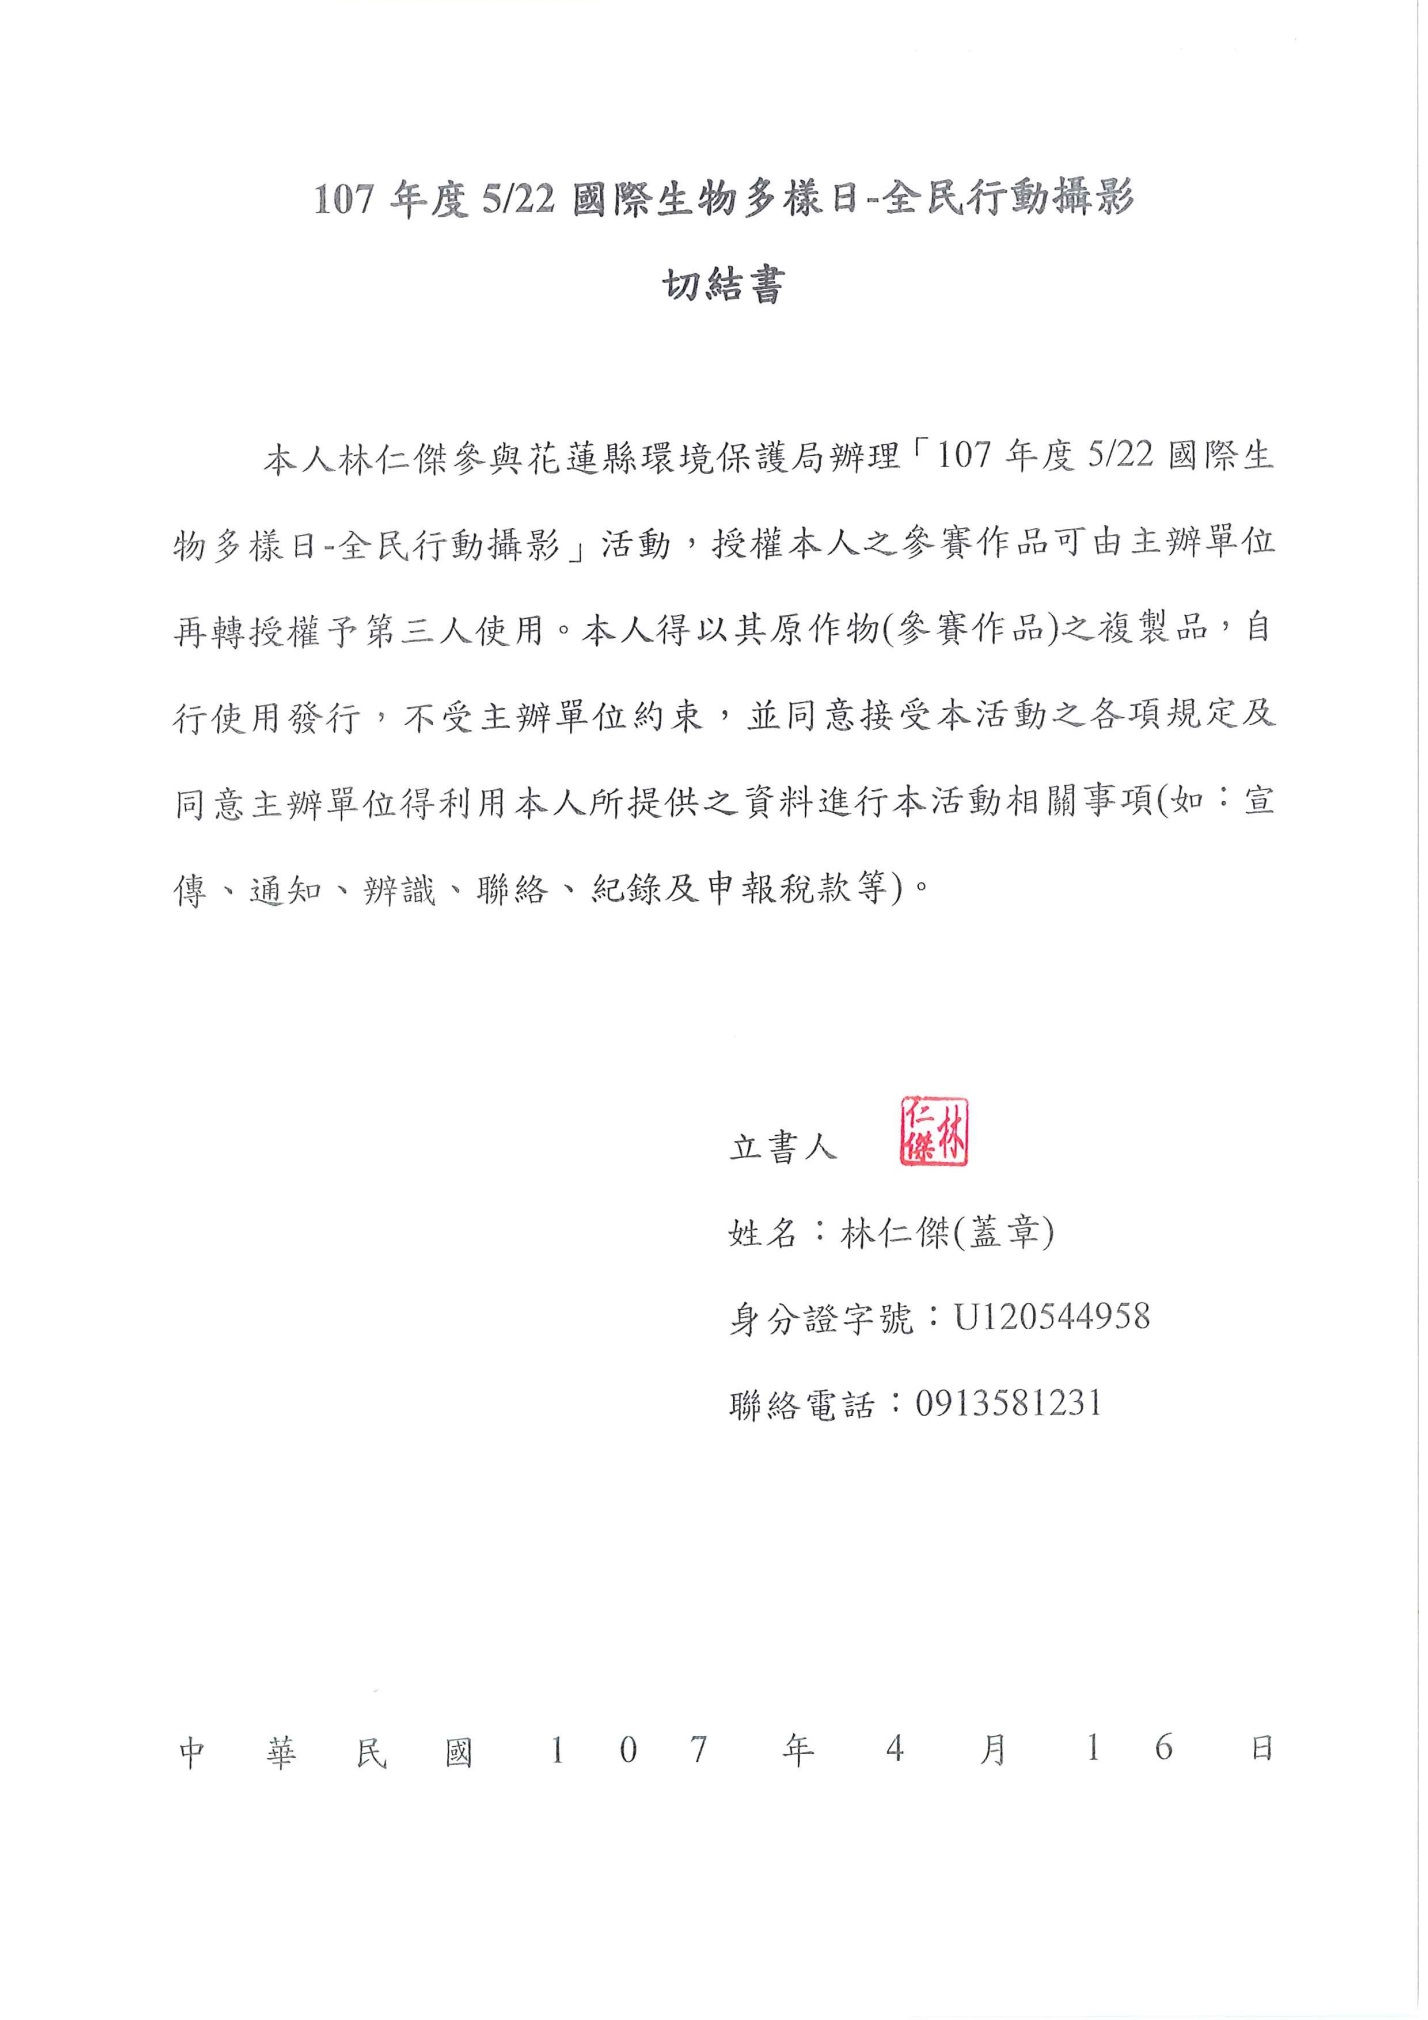 107 年度 5/22 國際生物多樣日-全民行動攝影
切結書
本人林仁傑參與花蓮縣環境保護局辦理「107 年度 5/22 國際生
物多樣日-全民行動攝影」活動，授權本人之參賽作品可由主辦單位
再轉授權予第三人使用。本人得以其原作物(參賽作品)之複製品，自
行使用發行，不受主辦單位約束，並同意接受本活動之各項規定及
同意主辦單位得利用本人所提供之資料進行本活動相關事項(如：宣
傳、通知、辨識、聯絡、紀錄及申報稅款等)。
立書人
林仁傑
姓名：林仁傑(蓋章)
身分證字號：U120544958
聯絡電話：0913581231
中華民國107年4月16日